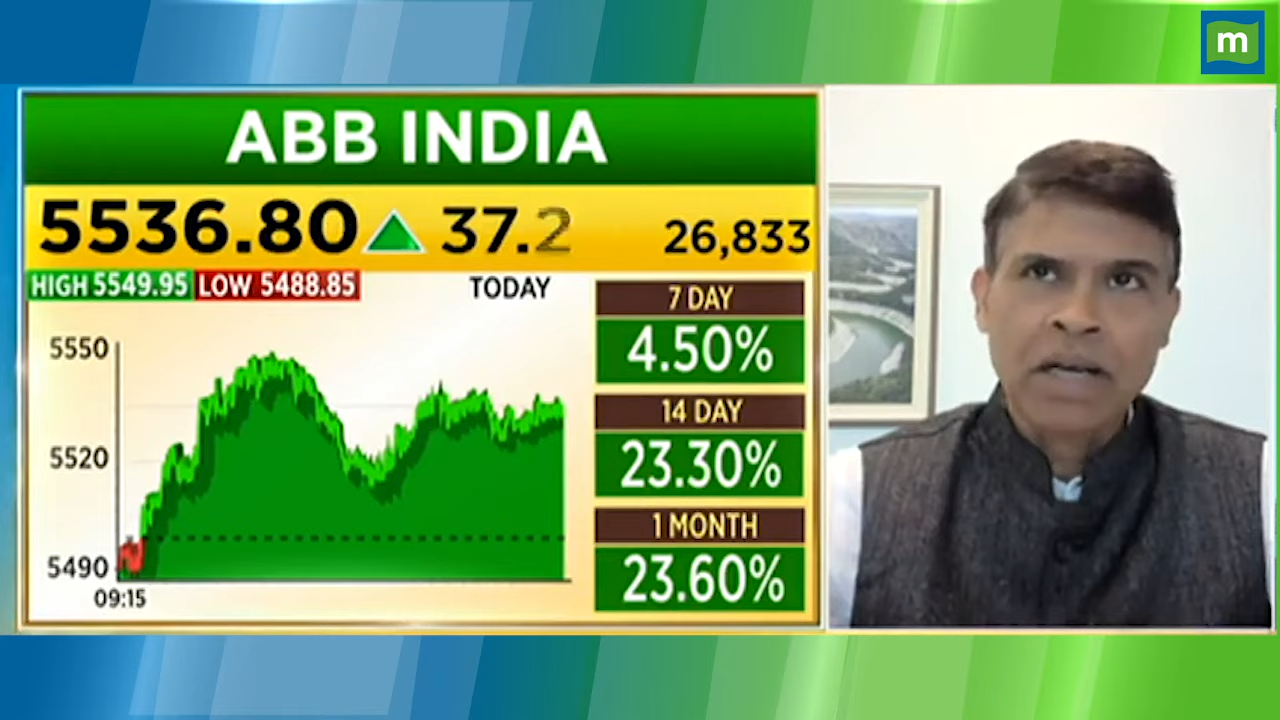 m
ABB INDIA
5536.80 37.2 26,833
HIGH 5549.95 LOW 5488.85 TODAY
5550
5520
5490
09:15
7 DAY
4.50%
14 DAY
23.30%
1 MONTH
23.60%